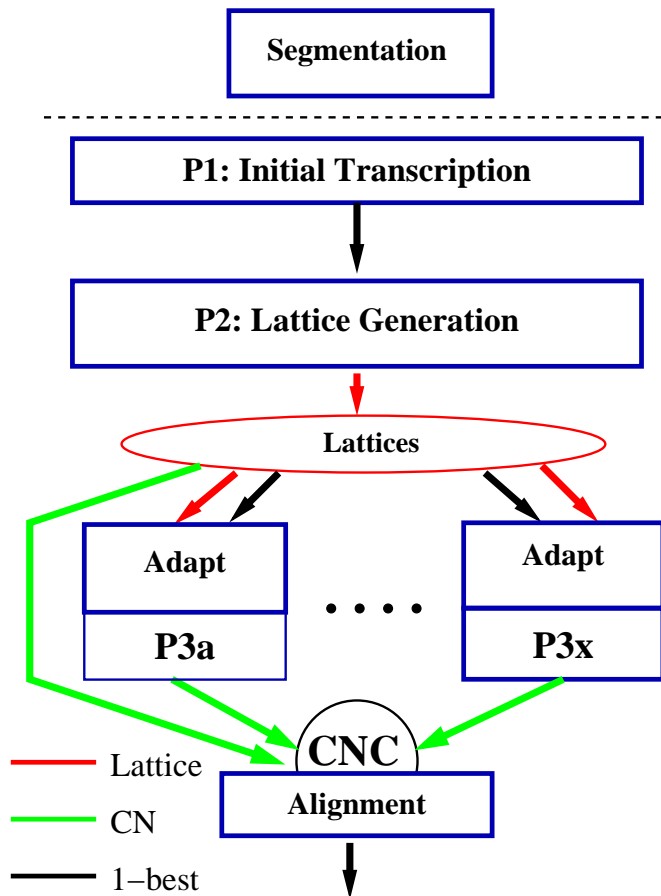 Segmentation
P1: Initial Transcription
P2: Lattice Generation
Lattices
Adapt
Adapt
P3a
P3x
CNC
Alignment
Lattice
CN
1−best